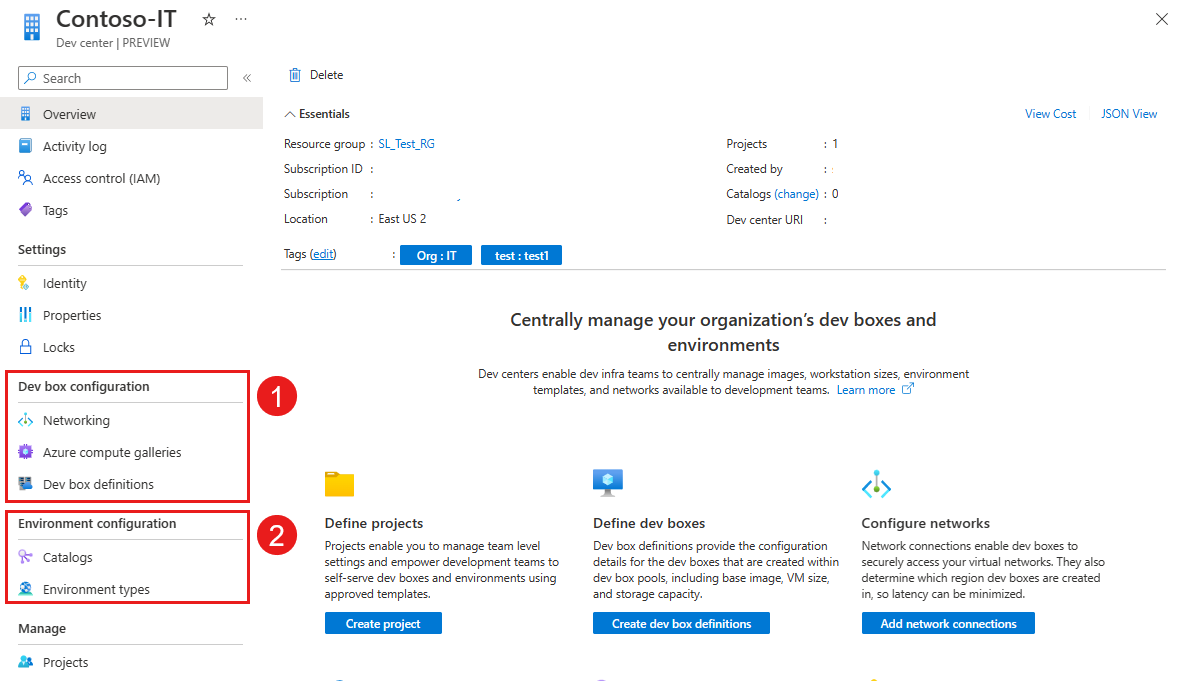 Contoso-IT
Dev center | PREVIEW
Search
Overview
Activity log
Access control (IAM)
Tags
Settings
Identity
Properties
Locks
Dev box configuration
Networking
Azure compute galleries
Dev box definitions
1
Environment configuration
Catalogs
Environment types
2
Manage
Projects
Delete
Essentials
View Cost
JSON View
Resource group : SL_Test_RG
Subscription ID :
Subscription :
Location : East US 2
Projects : 1
Created by :
Catalogs (change) : 0
Dev center URI :
Tags (edit) : Org : IT test : test1
Centrally manage your organization's dev boxes and
environments
Dev centers enable dev infra teams to centrally manage images, workstation sizes, environment
templates, and networks available to development teams. Learn more
Define projects
Projects enable you to manage team level
settings and empower development teams to
self-serve dev boxes and environments using
approved templates.
Create project
Define dev boxes
Dev box definitions provide the configuration
details for the dev boxes that are created within
dev box pools, including base image, VM size,
and storage capacity.
Create dev box definitions
Configure networks
Network connections enable dev boxes to
securely access your virtual networks. They also
determine which region dev boxes are created
in, so latency can be minimized.
Add network connections